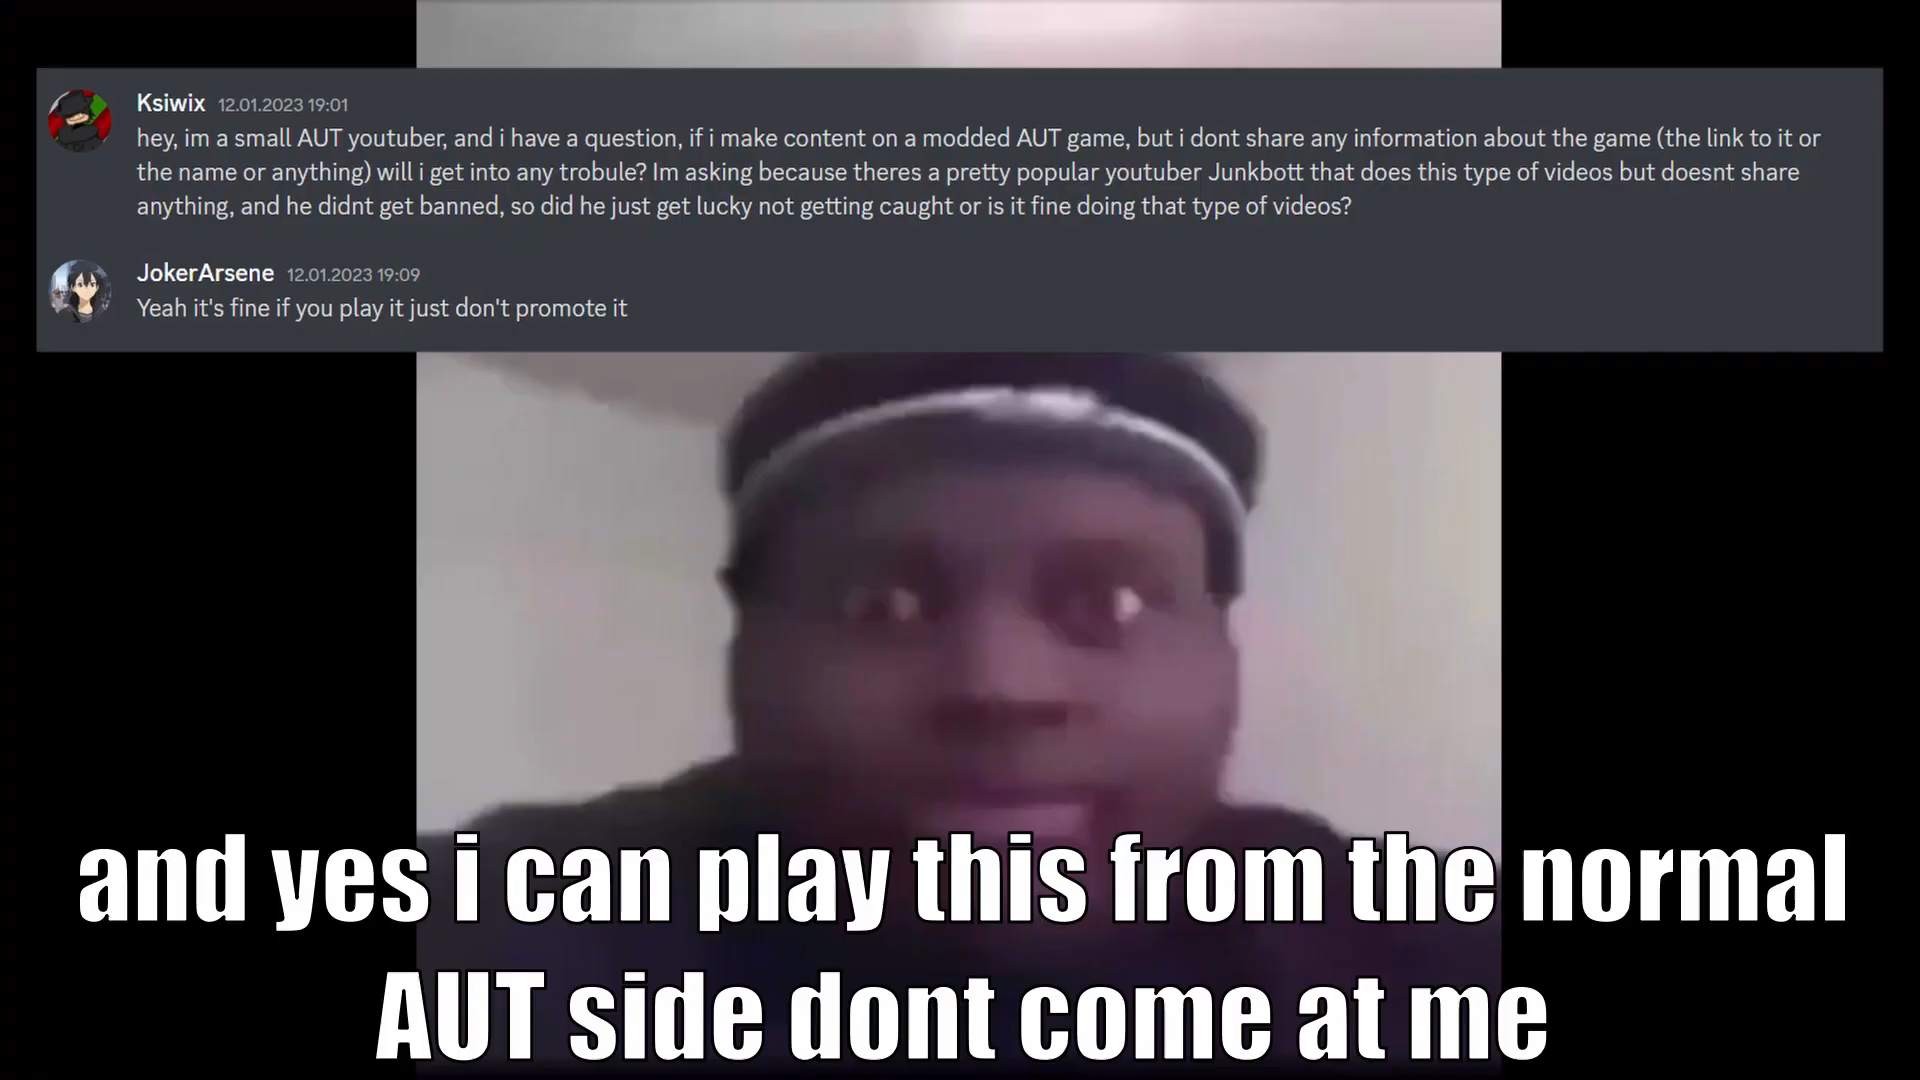 Ksiwix 12.01.2023 19:01
hey, im a small AUT youtuber, and i have a question, if i make content on a modded AUT game, but i dont share any information about the game (the link to it or
the name or anything) will i get into any trobule? Im asking because theres a pretty popular youtuber Junkbott that does this type of videos but doesnt share
anything, and he didnt get banned, so did he just get lucky not getting caught or is it fine doing that type of videos?
JokerArsene 12.01.2023 19:09
Yeah it's fine if you play it just don't promote it
and yes i can play this from the normal
AUT side dont come at me